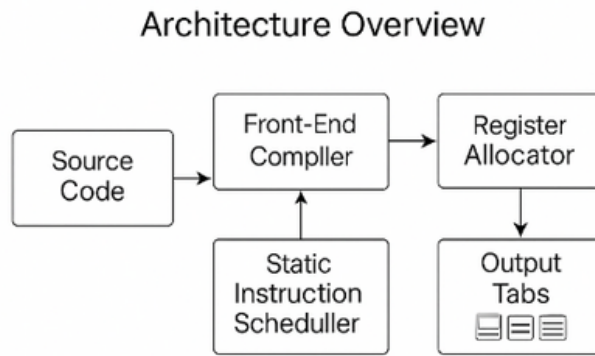 Architecture Overview
Source
Code
Front-End
Compller
Register
Allocator
Static
Instruction
Scheduller
Output
Tabs